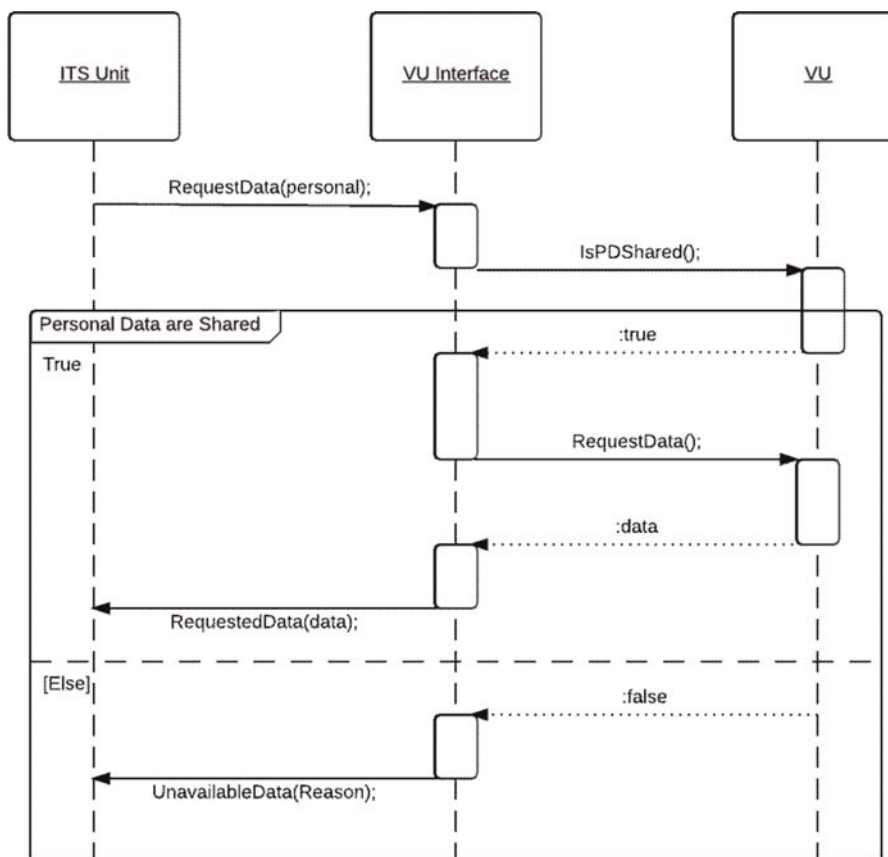 ITS Unit
VU Interface
VU
RequestData(personal);
IsPDShared();
Personal Data are Shared
:true
True
RequestData();
:data
RequestedData(data);
[Else]
:false
UnavailableData(Reason);